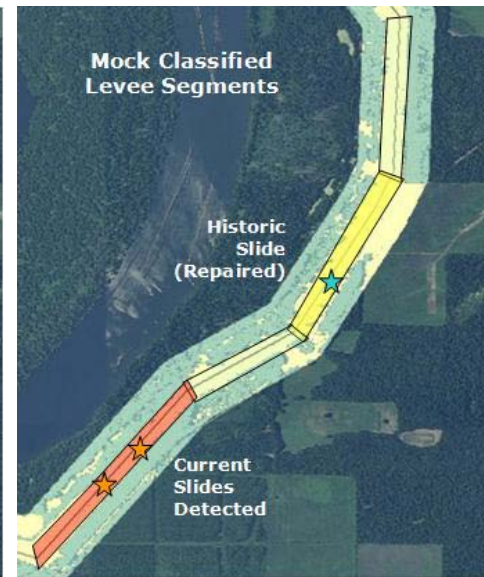 Mock Classified
Levee Segments
Historic
Slide
(Repaired)
Current
Slides
Detected